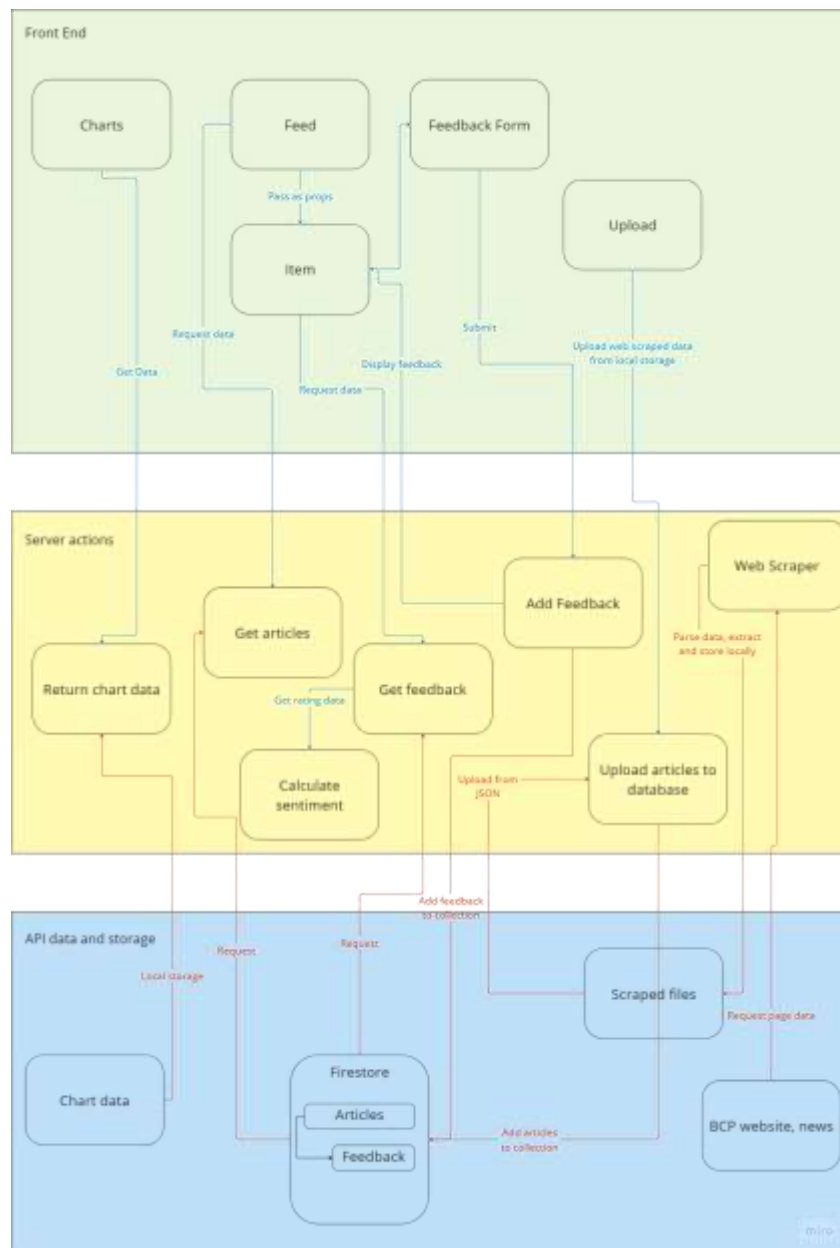 Front End
Charts
Feed
Feedback Form
Pass as props
Upload
Item
Request data
Submit
Upload web scraped data
from local storage
Get Data
Display feedback
Request data
Server actions
Web Scraper
Add Feedback
Get articles
Parse data, extract
and store locally
Return chart data
Get feedback
Get rating data
Calculate
sentiment
Upload from
JSON
Upload articles to
database
Add feedback
to collection
API data and storage
Request
Request
Local storage
Scraped files
Request page data
Firestore
Chart data
Articles
BCP website, news
Feedback
Add articles
to collection
miro